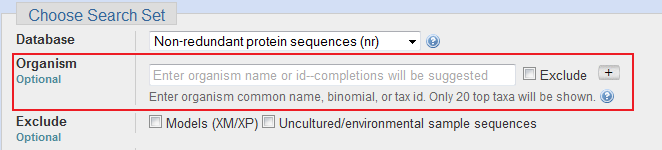 Choose Search Set
Database Non-redundant protein sequences (nr)
Organism
Optional
Enter organism name or id--completions will be suggested Exclude +
Enter organism common name, binomial, or tax id. Only 20 top taxa will be shown. ?
Exclude Models (XM/XP) Uncultured/environmental sample sequences
Optional